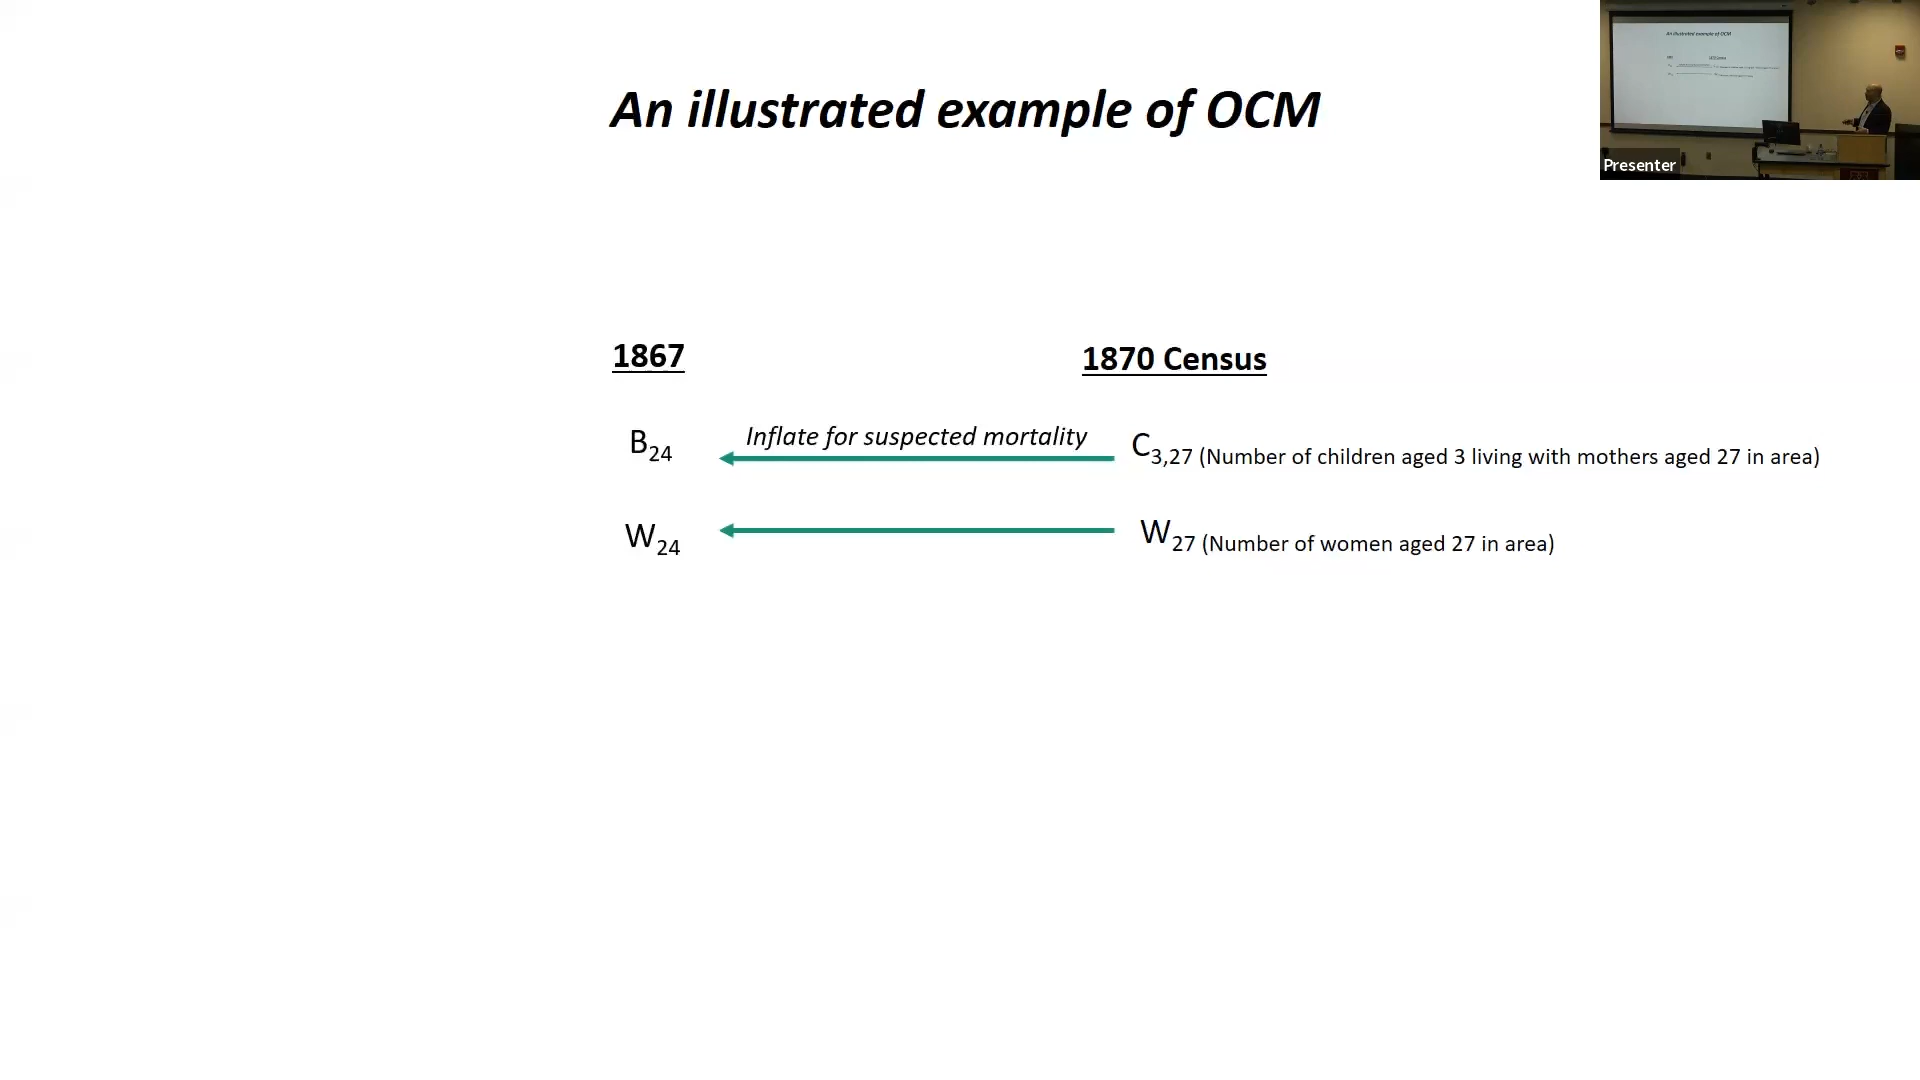 An illustrated example of OCM
Presenter
1867
1870 Census
B24
Inflate for suspected mortality
C3,27 (Number of children aged 3 living with mothers aged 27 in area)
W24
W27 (Number of women aged 27 in area)